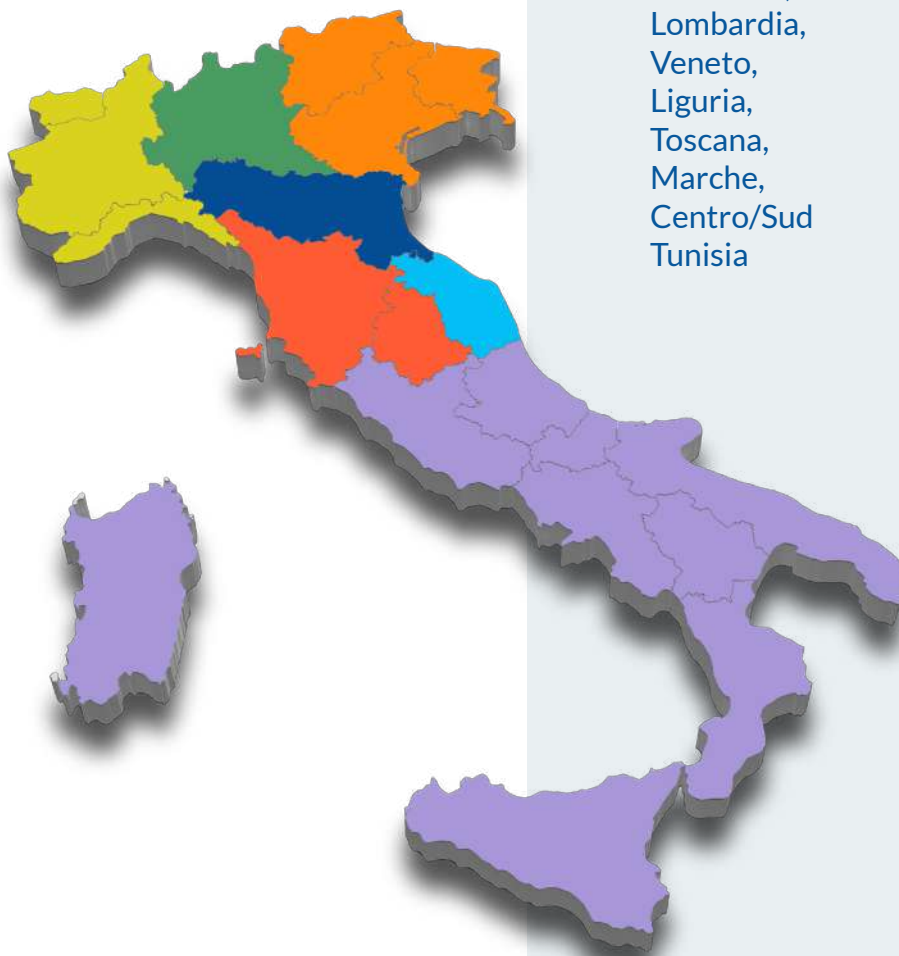 Lombardia,
Veneto,
Liguria,
Toscana,
Marche,
Centro/Sud
Tunisia